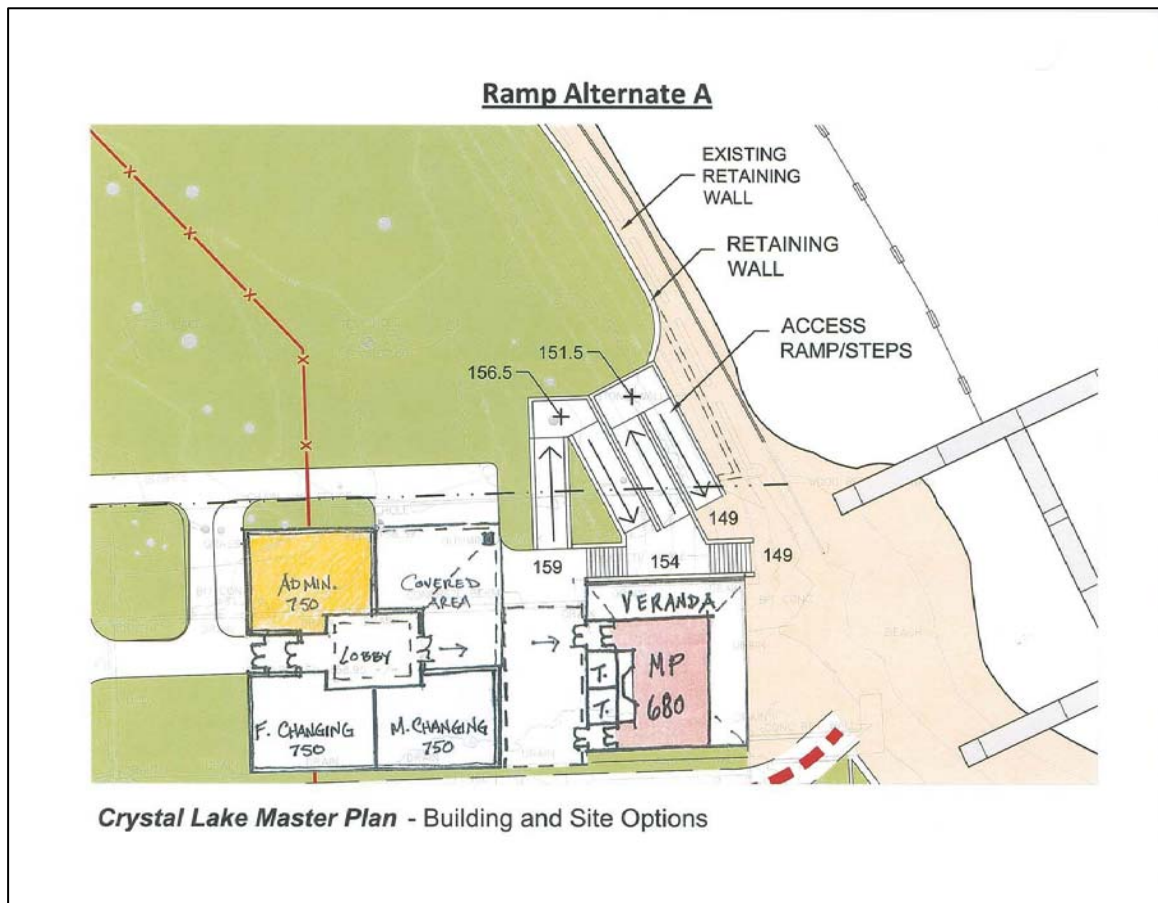 Ramp Alternate A
EXISTING
RETAINING
WALL
RETAINING
WALL
ACCESS
RAMP/STEPS
151.5
156.5
149
149
159
154
ADMIN.
750
COVERED
AREA
VERANDA
LOBBY
MP
680
T.
T.
F. CHANGING
750
M. CHANGING
750
BEACH
Crystal Lake Master Plan - Building and Site Options